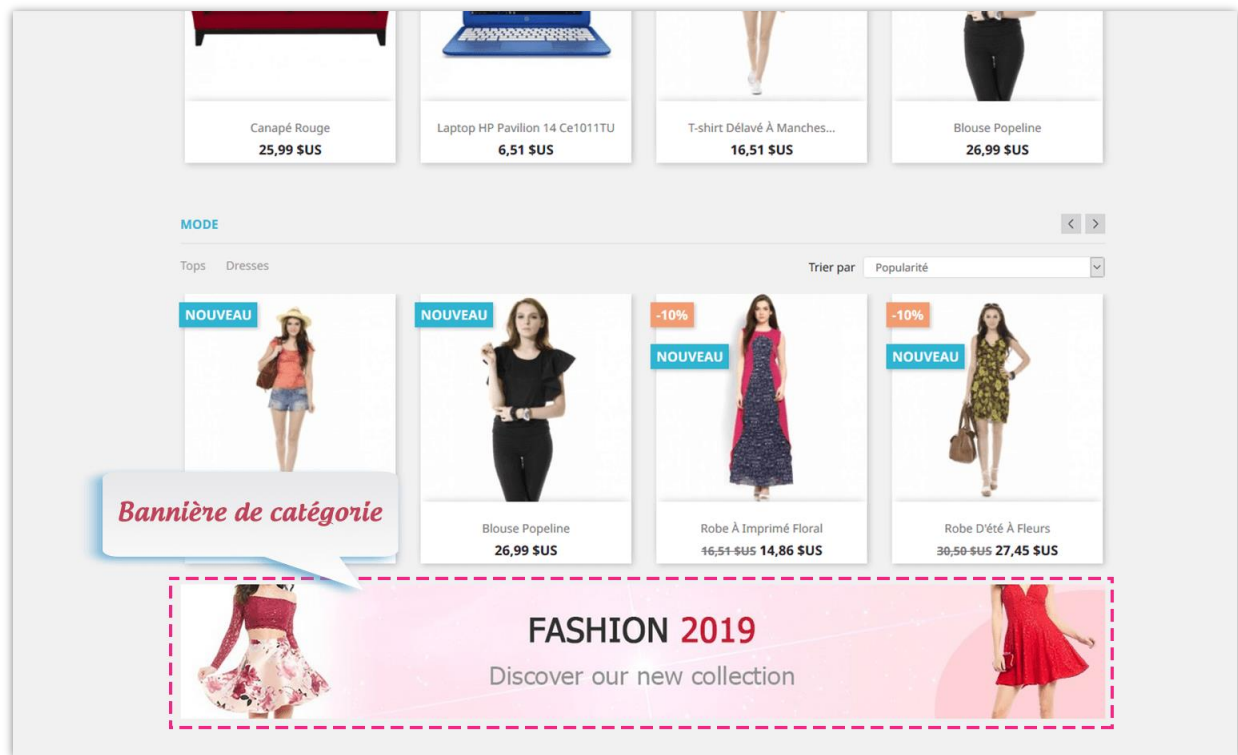 Canapé Rouge
25,99 $US
Laptop HP Pavilion 14 Ce1011TU
6,51 $US
T-shirt Délavé À Manches...
16,51 $US
Blouse Popeline
26,99 $US
MODE
Tops Dresses
Trier par Popularité
NOUVEAU
NOUVEAU
-10%
NOUVEAU
-10%
NOUVEAU
Bannière de catégorie
Blouse Popeline
26,99 $US
Robe À Imprimé Floral
16,51 $US 14,86 $US
Robe D'été À Fleurs
30,50 $US 27,45 $US
FASHION 2019
Discover our new collection